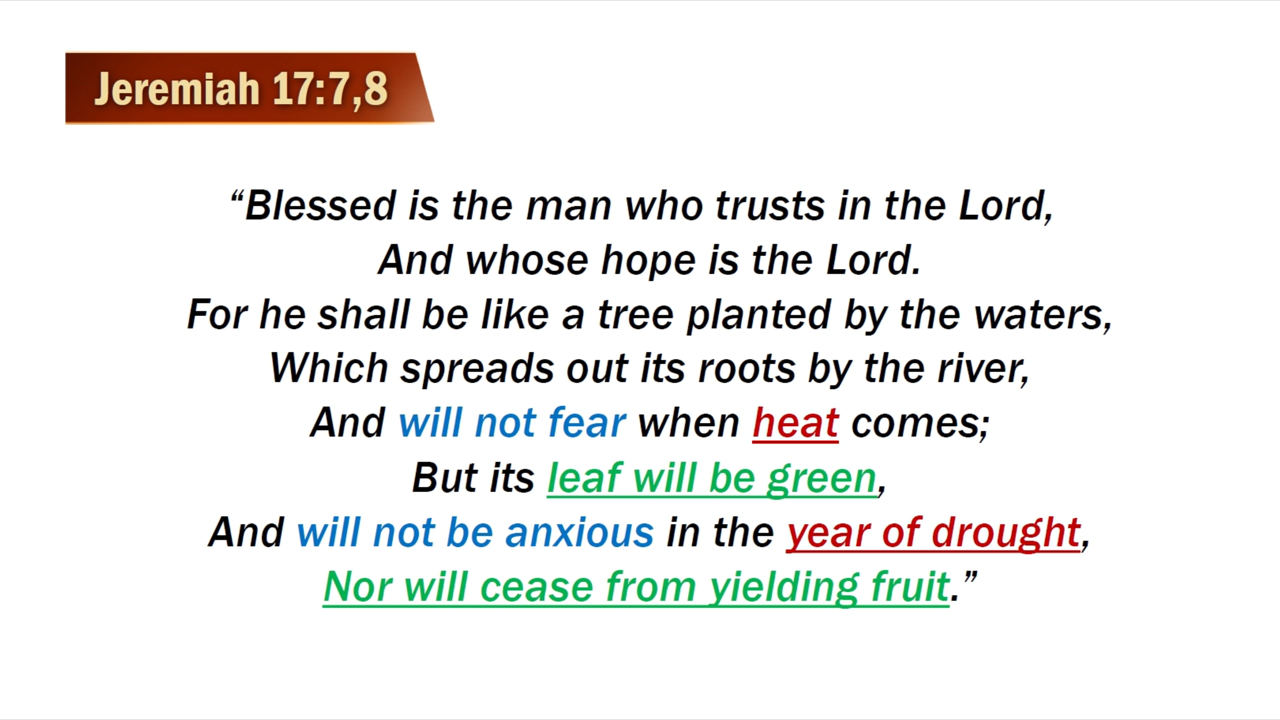 Jeremiah 17:7,8
“Blessed is the man who trusts in the Lord,
And whose hope is the Lord.
For he shall be like a tree planted by the waters,
Which spreads out its roots by the river,
And will not fear when heat comes;
But its leaf will be green,
And will not be anxious in the year of drought,
Nor will cease from yielding fruit.”